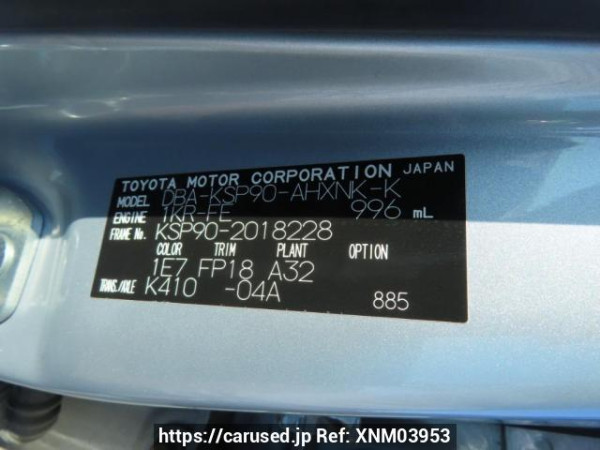 TOYOTA MOTOR CORPORATION JAPAN
MODEL DBA-KSP90-AHXNK-K
ENGINE 1KR-FE 996 mL
FRAME No. KSP90-2018228
COLOR TRIM PLANT OPTION
1E7 FP18 A32
TRANS./AXLE K410 -04A 885
https://carused.jp Ref: XNM03953